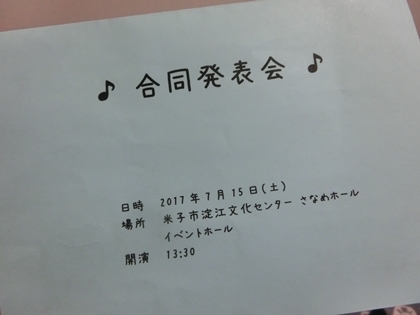 ♪ 合同発表会 ♪
日時 2017年7月15日(土)
場所 米子市淀江文化センター さなめホール
イベントホール
開演 13:30